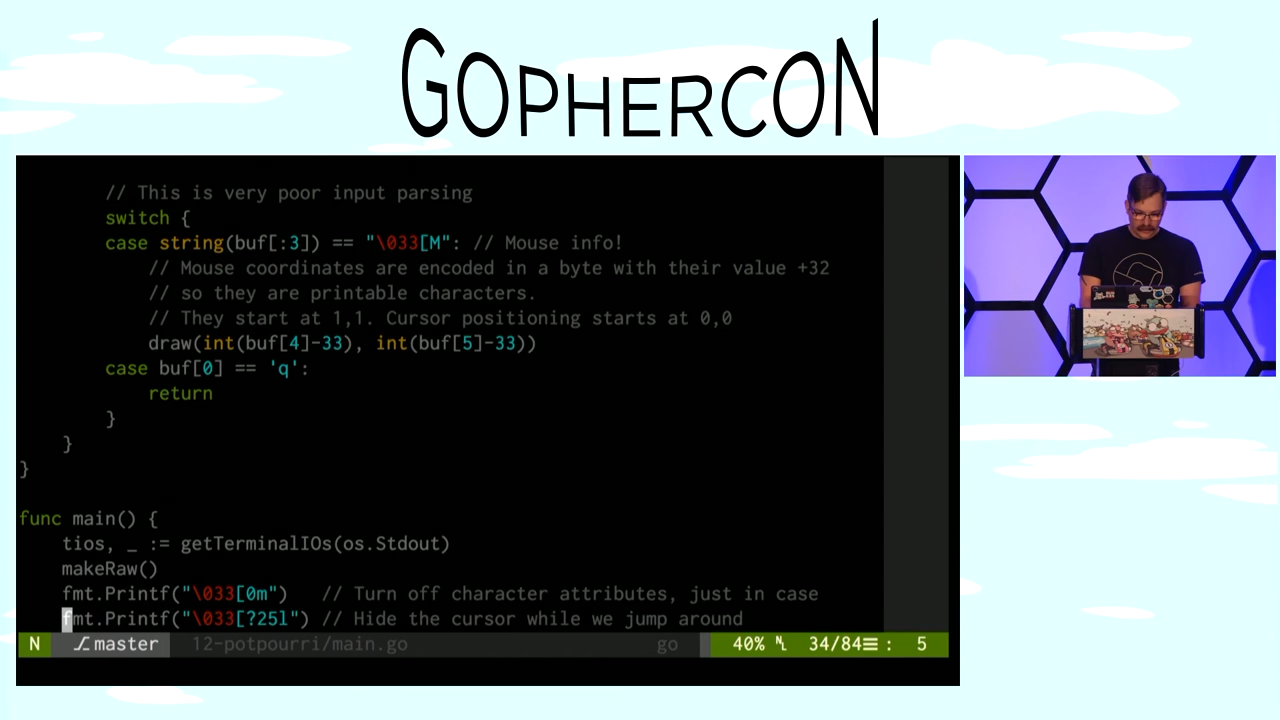 GOPHERCON
// This is very poor input parsing
switch {
case string(buf[:3]) == "\033[M": // Mouse info!
// Mouse coordinates are encoded in a byte with their value +32
// so they are printable characters.
// They start at 1,1. Cursor positioning starts at 0,0
draw(int(buf[4]-33), int(buf[5]-33))
case buf[0] == 'q':
return
}
}
}
func main() {
tios, _ := getTerminalIOs(os.Stdout)
makeRaw()
fmt.Printf("\033[0m") // Turn off character attributes, just in case
fmt.Printf("\033[?25l") // Hide the cursor while we jump around
N master 12-potpourri/main.go go 40% 34/84☰: 5